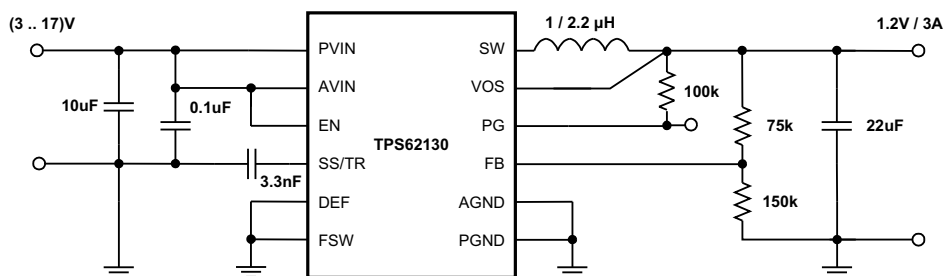 (3 .. 17)V
1 / 2.2 µH
1.2V / 3A
PVIN
SW
AVIN
VOS
10uF
0.1uF
100k
EN
PG
TPS62130
75k
22uF
SS/TR
FB
3.3nF
DEF
AGND
150k
FSW
PGND